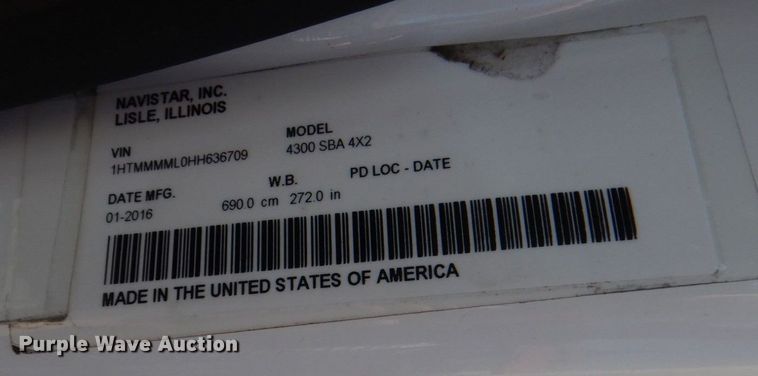 NAVISTAR, INC.
LISLE, ILLINOIS
VIN MODEL
1HTMMMML0HH636709 4300 SBA 4X2
DATE MFG. W.B. PD LOC - DATE
01-2016 690.0 cm 272.0 in
MADE IN THE UNITED STATES OF AMERICA
Purple Wave Auction